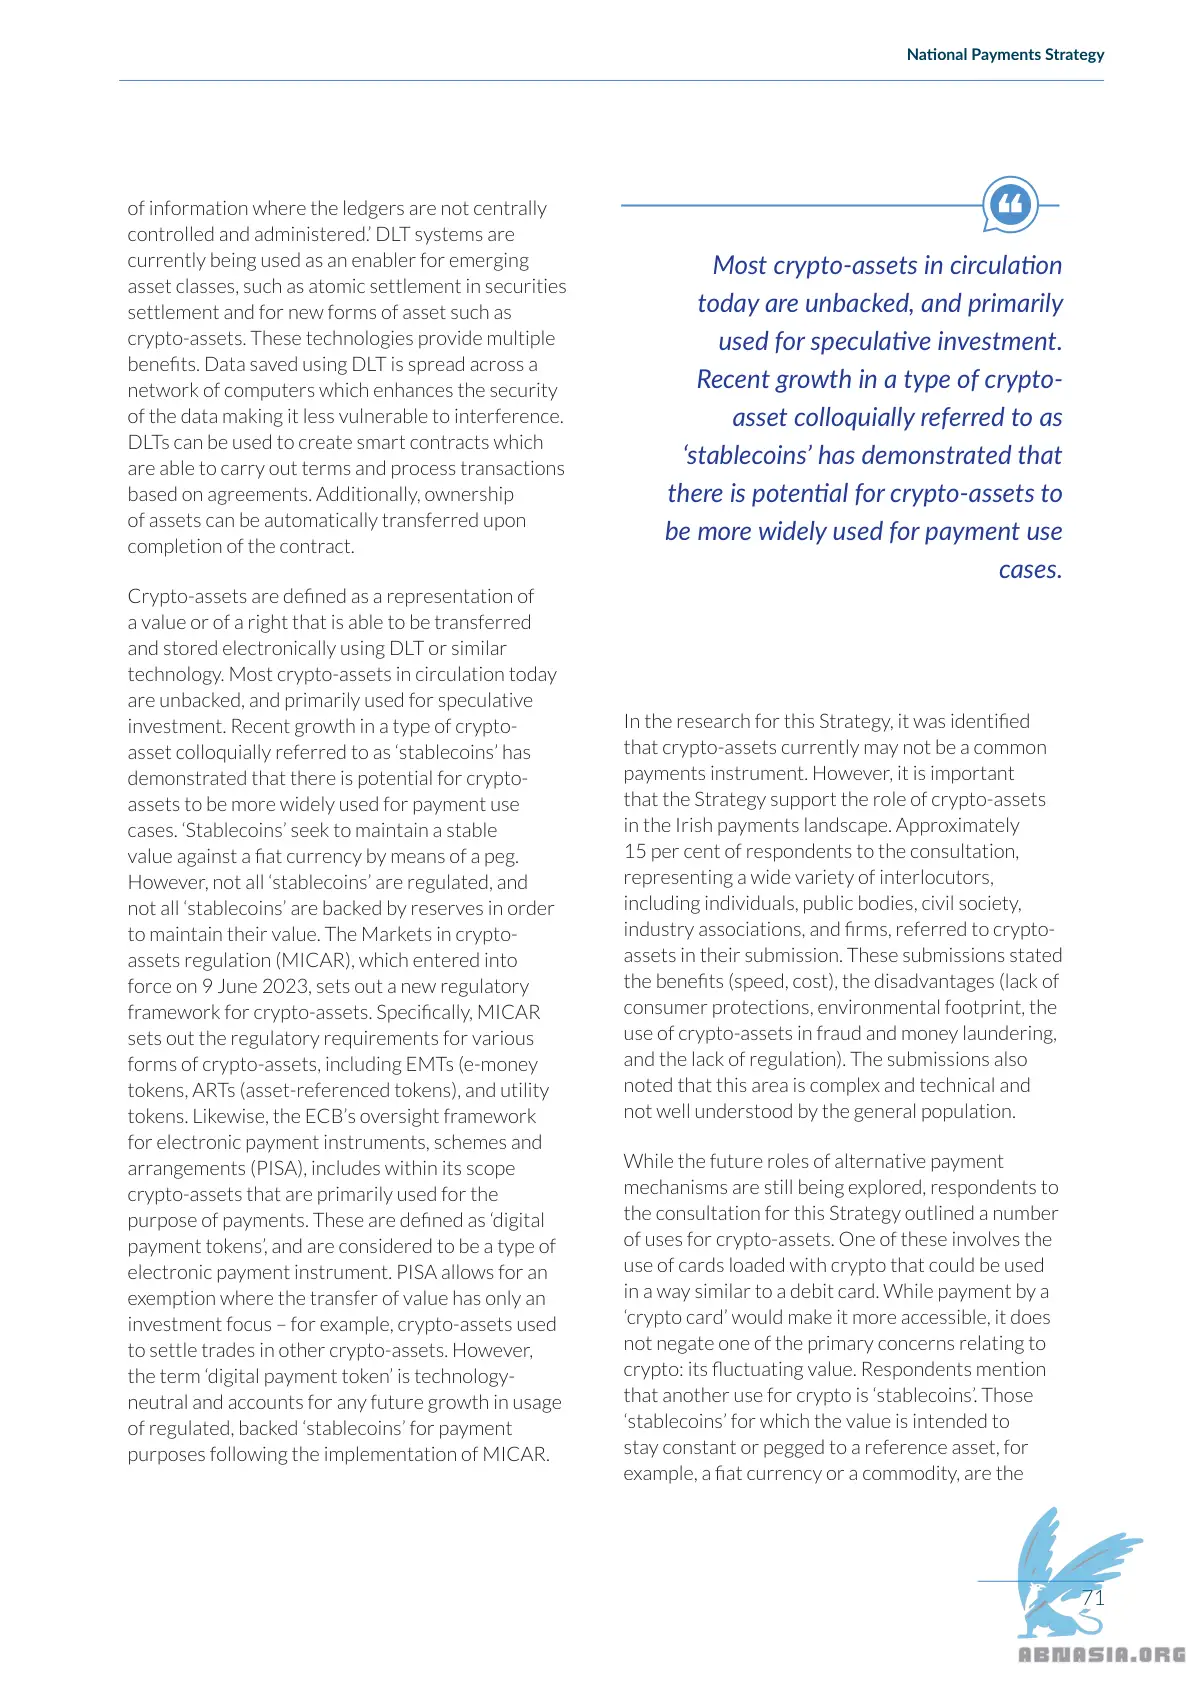 National Payments Strategy
of information where the ledgers are not centrally
controlled and administered.’ DLT systems are
currently being used as an enabler for emerging
asset classes, such as atomic settlement in securities
settlement and for new forms of asset such as
crypto-assets. These technologies provide multiple
benefits. Data saved using DLT is spread across a
network of computers which enhances the security
of the data making it less vulnerable to interference.
DLTs can be used to create smart contracts which
are able to carry out terms and process transactions
based on agreements. Additionally, ownership
of assets can be automatically transferred upon
completion of the contract.
Crypto-assets are defined as a representation of
a value or of a right that is able to be transferred
and stored electronically using DLT or similar
technology. Most crypto-assets in circulation today
are unbacked, and primarily used for speculative
investment. Recent growth in a type of crypto-
asset colloquially referred to as ‘stablecoins’ has
demonstrated that there is potential for crypto-
assets to be more widely used for payment use
cases. ‘Stablecoins’ seek to maintain a stable
value against a fiat currency by means of a peg.
However, not all ‘stablecoins’ are regulated, and
not all ‘stablecoins’ are backed by reserves in order
to maintain their value. The Markets in crypto-
assets regulation (MICAR), which entered into
force on 9 June 2023, sets out a new regulatory
framework for crypto-assets. Specifically, MICAR
sets out the regulatory requirements for various
forms of crypto-assets, including EMTs (e-money
tokens, ARTs (asset-referenced tokens), and utility
tokens. Likewise, the ECB’s oversight framework
for electronic payment instruments, schemes and
arrangements (PISA), includes within its scope
crypto-assets that are primarily used for the
purpose of payments. These are defined as ‘digital
payment tokens’, and are considered to be a type of
electronic payment instrument. PISA allows for an
exemption where the transfer of value has only an
investment focus – for example, crypto-assets used
to settle trades in other crypto-assets. However,
the term ‘digital payment token’ is technology-
neutral and accounts for any future growth in usage
of regulated, backed ‘stablecoins’ for payment
purposes following the implementation of MICAR.
Most crypto-assets in circulation
today are unbacked, and primarily
used for speculative investment.
Recent growth in a type of crypto-
asset colloquially referred to as
‘stablecoins’ has demonstrated that
there is potential for crypto-assets to
be more widely used for payment use
cases.
In the research for this Strategy, it was identified
that crypto-assets currently may not be a common
payments instrument. However, it is important
that the Strategy support the role of crypto-assets
in the Irish payments landscape. Approximately
15 per cent of respondents to the consultation,
representing a wide variety of interlocutors,
including individuals, public bodies, civil society,
industry associations, and firms, referred to crypto-
assets in their submission. These submissions stated
the benefits (speed, cost), the disadvantages (lack of
consumer protections, environmental footprint, the
use of crypto-assets in fraud and money laundering,
and the lack of regulation). The submissions also
noted that this area is complex and technical and
not well understood by the general population.
While the future roles of alternative payment
mechanisms are still being explored, respondents to
the consultation for this Strategy outlined a number
of uses for crypto-assets. One of these involves the
use of cards loaded with crypto that could be used
in a way similar to a debit card. While payment by a
‘crypto card’ would make it more accessible, it does
not negate one of the primary concerns relating to
crypto: its fluctuating value. Respondents mention
that another use for crypto is ‘stablecoins’. Those
‘stablecoins’ for which the value is intended to
stay constant or pegged to a reference asset, for
example, a fiat currency or a commodity, are the
71
ABNASIA.ORG